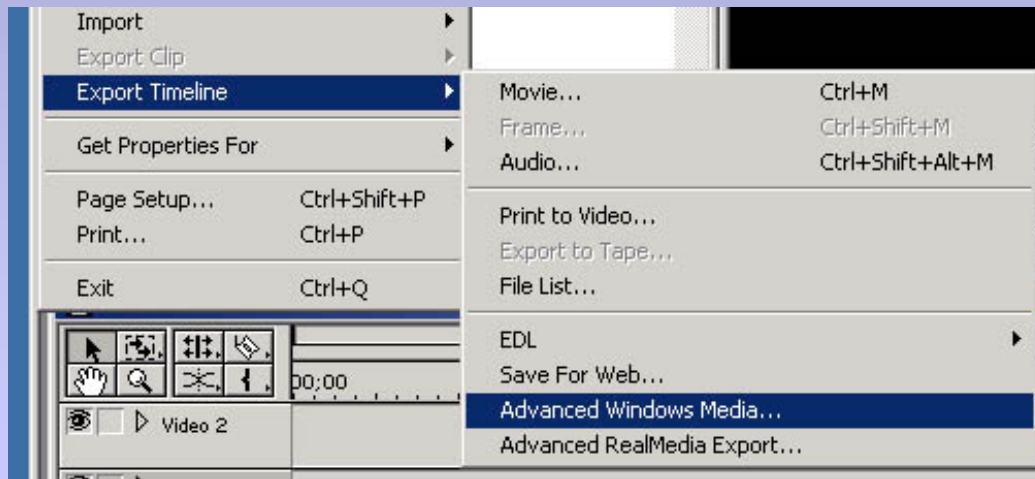 Import
Export Clip
Export Timeline
Get Properties For
Page Setup... Ctrl+Shift+P
Print... Ctrl+P
Exit Ctrl+Q
Movie... Ctrl+M
Frame... Ctrl+Shift+M
Audio... Ctrl+Shift+Alt+M
Print to Video...
Export to Tape...
File List...
EDL
Save For Web...
Advanced Windows Media...
Advanced RealMedia Export...
00;00
Video 2